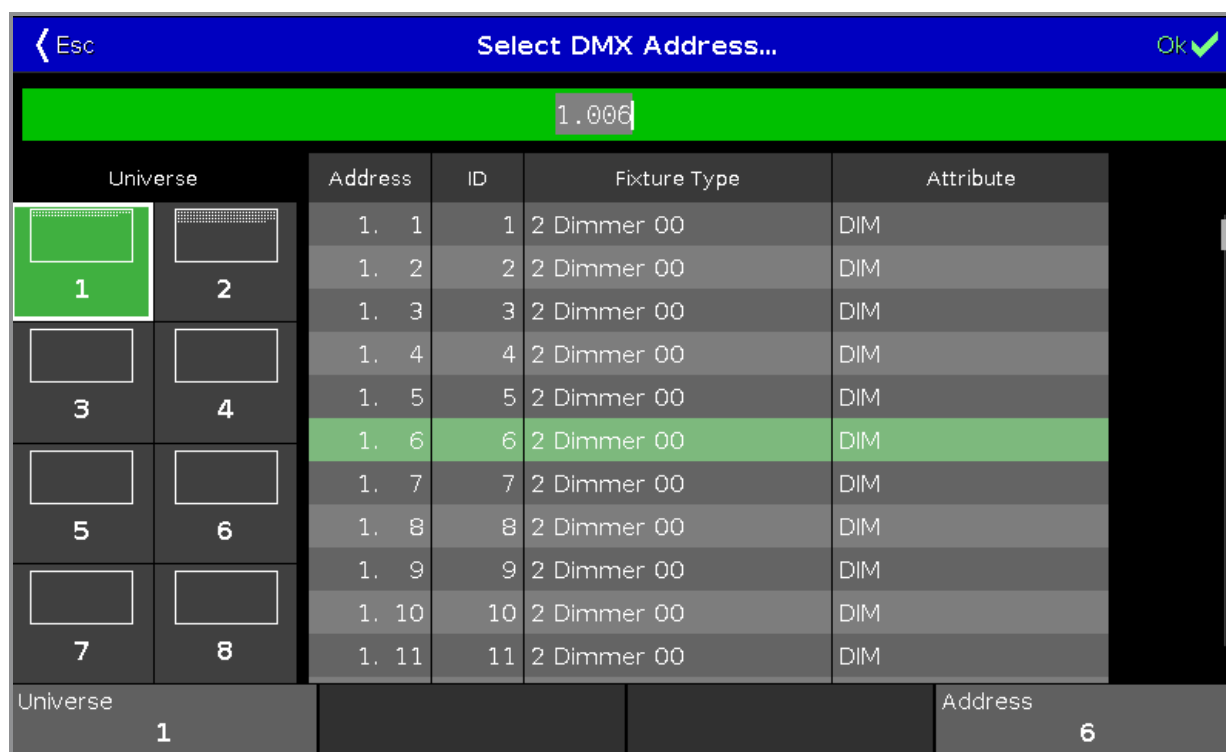 Esc Select DMX Address... Ok
1.006
Universe Address ID Fixture Type Attribute
1 2
3 4
5 6
7 8
1. 1 1 2 Dimmer 00 DIM
1. 2 2 2 Dimmer 00 DIM
1. 3 3 2 Dimmer 00 DIM
1. 4 4 2 Dimmer 00 DIM
1. 5 5 2 Dimmer 00 DIM
1. 6 6 2 Dimmer 00 DIM
1. 7 7 2 Dimmer 00 DIM
1. 8 8 2 Dimmer 00 DIM
1. 9 9 2 Dimmer 00 DIM
1. 10 10 2 Dimmer 00 DIM
1. 11 11 2 Dimmer 00 DIM
Universe Address
1 6